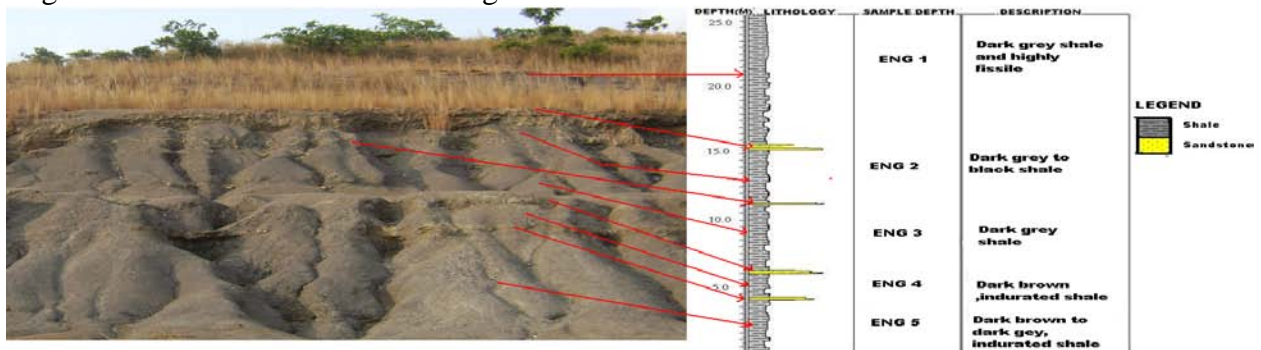 DEPTH(M) LITHOLOGY SAMPLE DEPTH DESCRIPTION
25.0
ENG 1
Dark grey shale
and highly
fissile
20.0
LEGEND
Shale
Sandstone
15.0
ENG 2
Dark grey to
black shale
10.0
ENG 3
Dark grey
shale
5.0
ENG 4
Dark brown
,indurated shale
ENG 5
Dark brown to
dark gey,
indurated shale